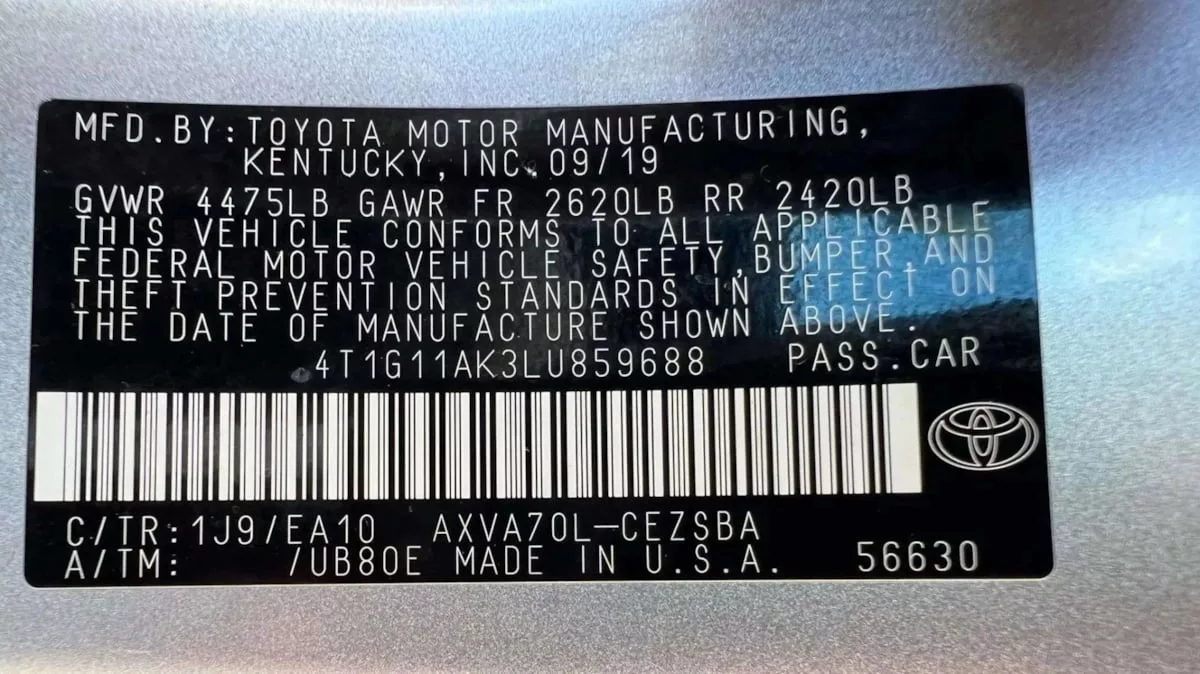 MFD.BY:TOYOTA MOTOR MANUFACTURING,
KENTUCKY,INC.09/19
GVWR 4475LB GAWR FR 2620LB RR 2420LB
THIS VEHICLE CONFORMS TO ALL APPLICABLE
FEDERAL MOTOR VEHICLE SAFETY,BUMPER,AND
THEFT PREVENTION STANDARDS IN EFFECT ON
THE DATE OF MANUFACTURE SHOWN ABOVE.
4T1G11AK3LU859688 PASS.CAR
C/TR:1J9/EA10 AXVA70L-CEZSBA
A/TM: /UB80E MADE IN U.S.A. 56630